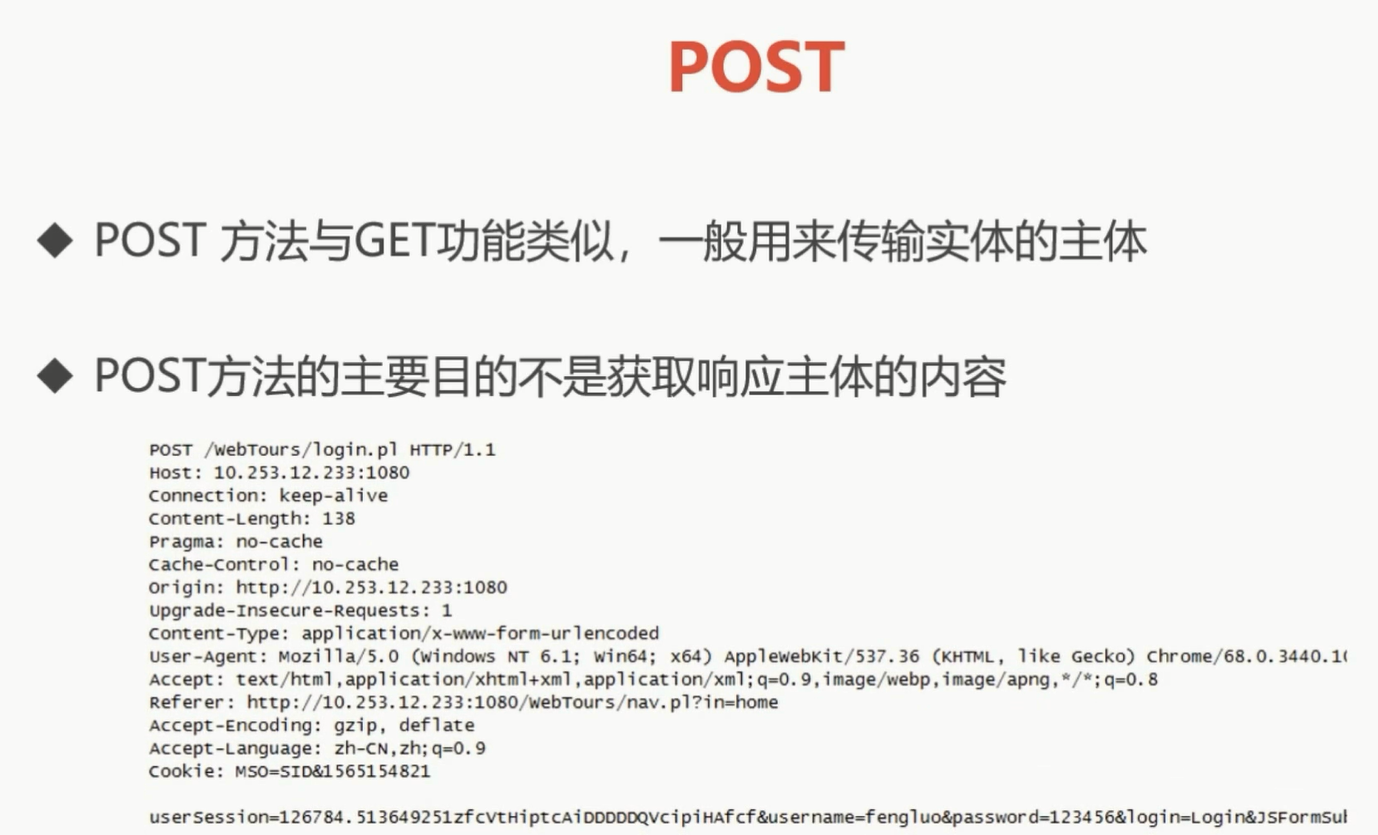 POST
◆ POST 方法与GET功能类似，一般用来传输实体的主体
◆ POST方法的主要目的不是获取响应主体的内容
POST /WebTours/login.pl HTTP/1.1
Host: 10.253.12.233:1080
Connection: keep-alive
Content-Length: 138
Pragma: no-cache
Cache-Control: no-cache
Origin: http://10.253.12.233:1080
Upgrade-Insecure-Requests: 1
Content-Type: application/x-www-form-urlencoded
User-Agent: Mozilla/5.0 (Windows NT 6.1; Win64; x64) AppleWebKit/537.36 (KHTML, like Gecko) Chrome/68.0.3440.10
Accept: text/html,application/xhtml+xml,application/xml;q=0.9,image/webp,image/apng,*/*;q=0.8
Referer: http://10.253.12.233:1080/WebTours/nav.pl?in=home
Accept-Encoding: gzip, deflate
Accept-Language: zh-CN,zh;q=0.9
Cookie: MSO=SID&1565154821
userSession=126784.513649251zfcVtHiptcAiDDDDDQVcipiHAfcf&username=fengluo&password=123456&login=Login&JSFormSub